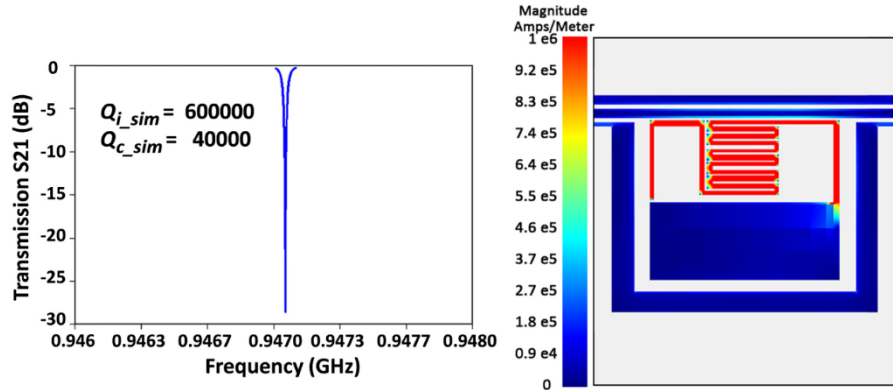 Transmission S21 (dB)
0
-5
-10
-15
-20
-25
-30
Q_i_sim = 600000
Q_c_sim = 40000
0.946 0.9463 0.9467 0.9470 0.9473 0.9477 0.9480
Frequency (GHz)
Magnitude
Amps/Meter
1 e6
9.2 e5
8.3 e5
7.4 e5
6.4 e5
5.5 e5
4.6 e5
3.7 e5
2.8 e5
1.8 e5
0.9 e4
0